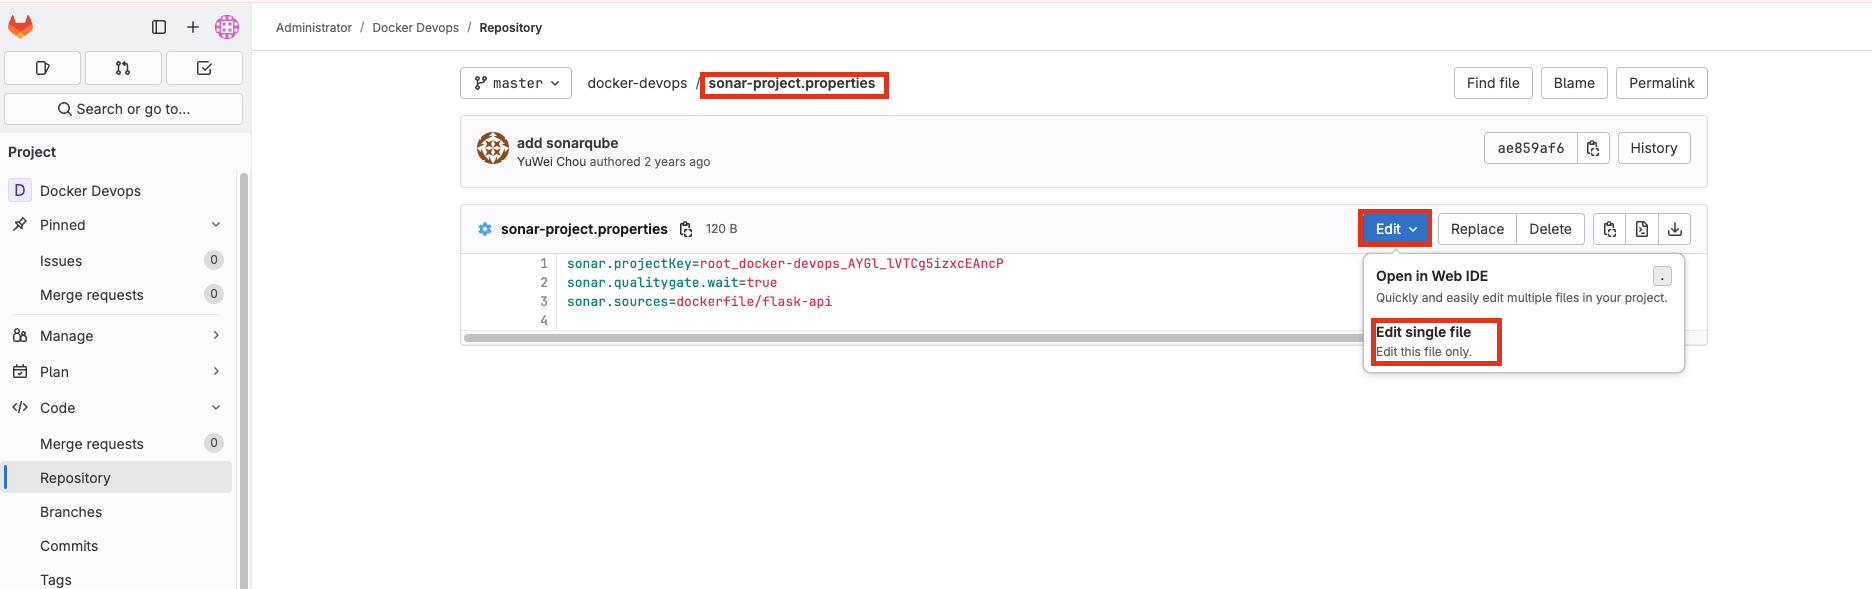 Administrator / Docker Devops / Repository
Search or go to...
Project
D Docker Devops
Pinned
Issues 0
Merge requests 0
Manage
Plan
Code
Merge requests 0
Repository
Branches
Commits
Tags
master docker-devops / sonar-project.properties Find file Blame Permalink
add sonarqube
YuWei Chou authored 2 years ago
ae859af6 History
sonar-project.properties 120 B Edit Replace Delete
1 sonar.projectKey=root_docker-devops_AYGl_lVTCg5izxcEAncP
2 sonar.qualitygate.wait=true
3 sonar.sources=dockerfile/flask-api
4
Open in Web IDE .
Quickly and easily edit multiple files in your project.
Edit single file
Edit this file only.